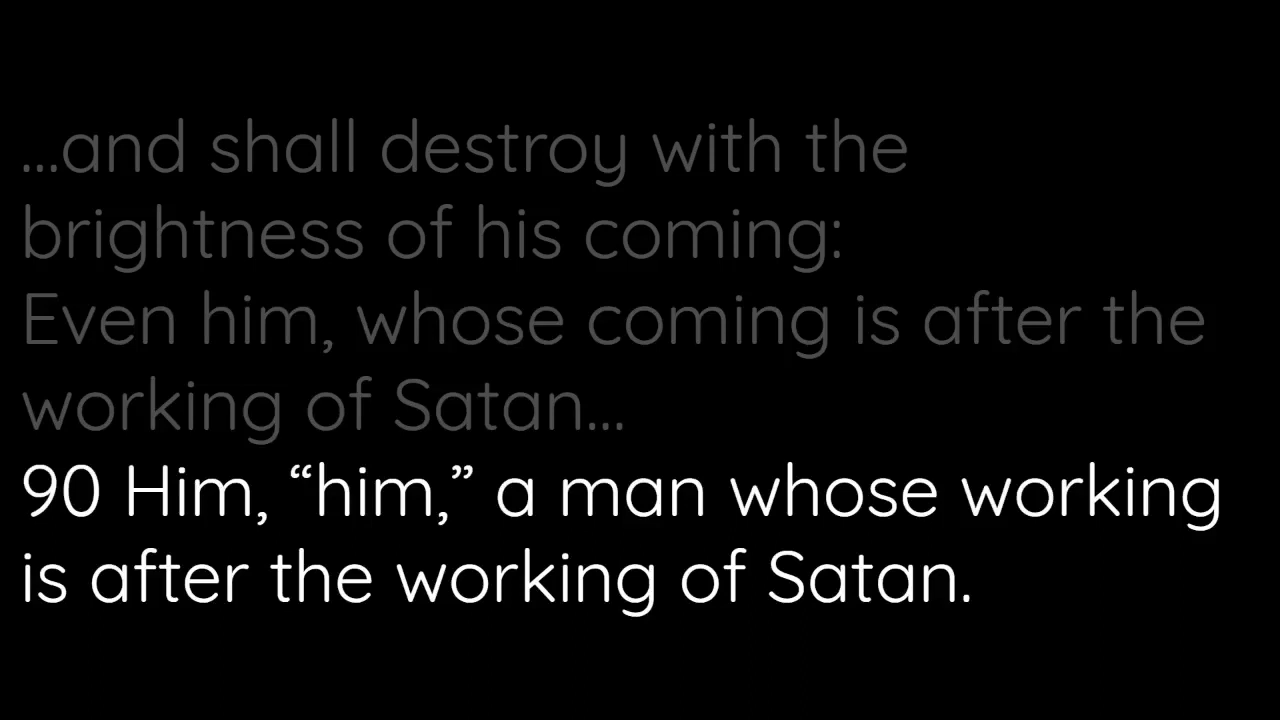 ...and shall destroy with the
brightness of his coming:
Even him, whose coming is after the
working of Satan...
90 Him, “him,” a man whose working
is after the working of Satan.